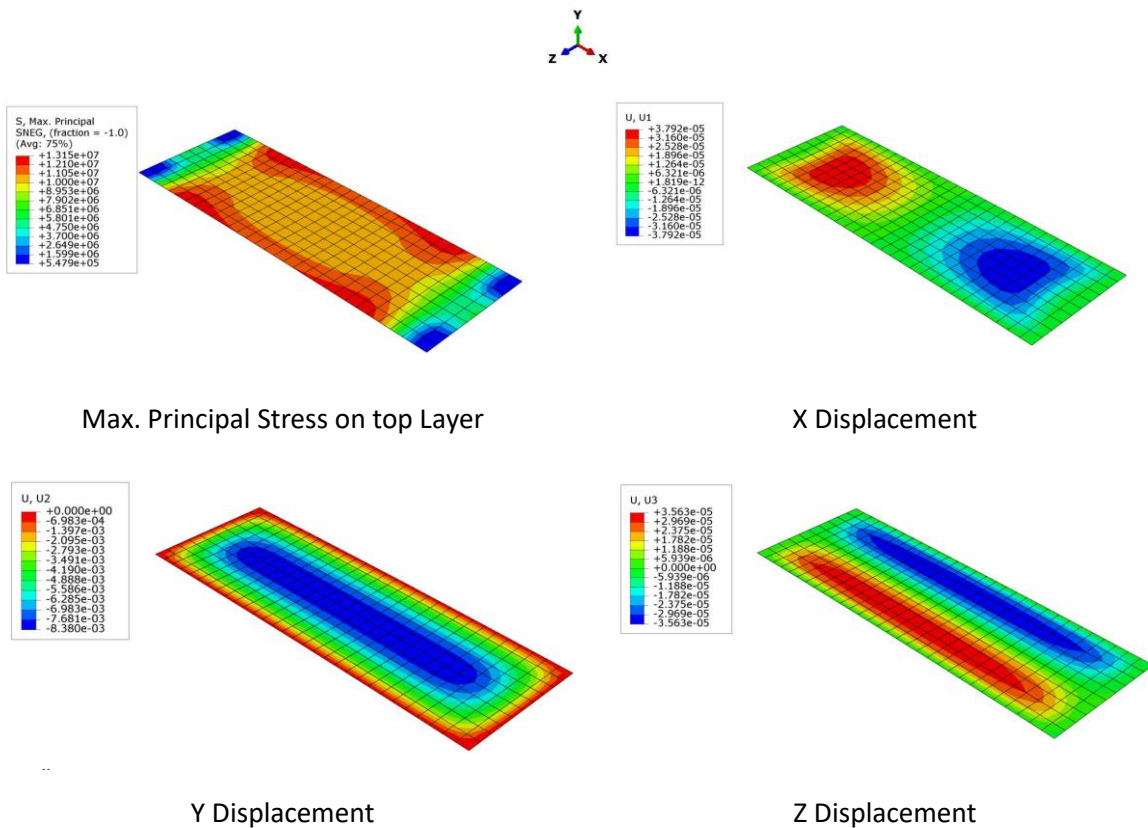 Y
Z
X
S, Max. Principal
SNEG, (fraction = -1.0)
(Avg: 75%)
+1.315e+07
+1.210e+07
+1.105e+07
+1.000e+07
+8.953e+06
+7.902e+06
+6.851e+06
+5.801e+06
+4.750e+06
+3.700e+06
+2.649e+06
+1.599e+06
+5.479e+05
U, U1
+3.792e-05
+3.160e-05
+2.528e-05
+1.896e-05
+1.264e-05
+6.321e-06
+1.819e-12
-6.321e-06
-1.264e-05
-1.896e-05
-2.528e-05
-3.160e-05
-3.792e-05
Max. Principal Stress on top Layer
X Displacement
U, U2
+0.000e+00
-6.983e-04
-1.397e-03
-2.095e-03
-2.793e-03
-3.491e-03
-4.190e-03
-4.888e-03
-5.586e-03
-6.285e-03
-6.983e-03
-7.681e-03
-8.380e-03
U, U3
+3.563e-05
+2.969e-05
+2.375e-05
+1.782e-05
+1.188e-05
+5.939e-06
+0.000e+00
-5.939e-06
-1.188e-05
-1.782e-05
-2.375e-05
-2.969e-05
-3.563e-05
Y Displacement
Z Displacement